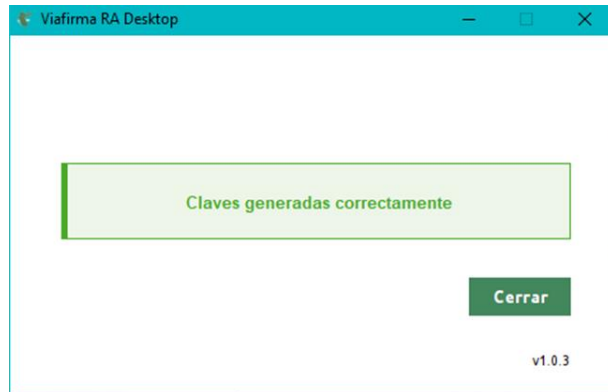 Viafirma RA Desktop
Claves generadas correctamente
Cerrar
v1.0.3